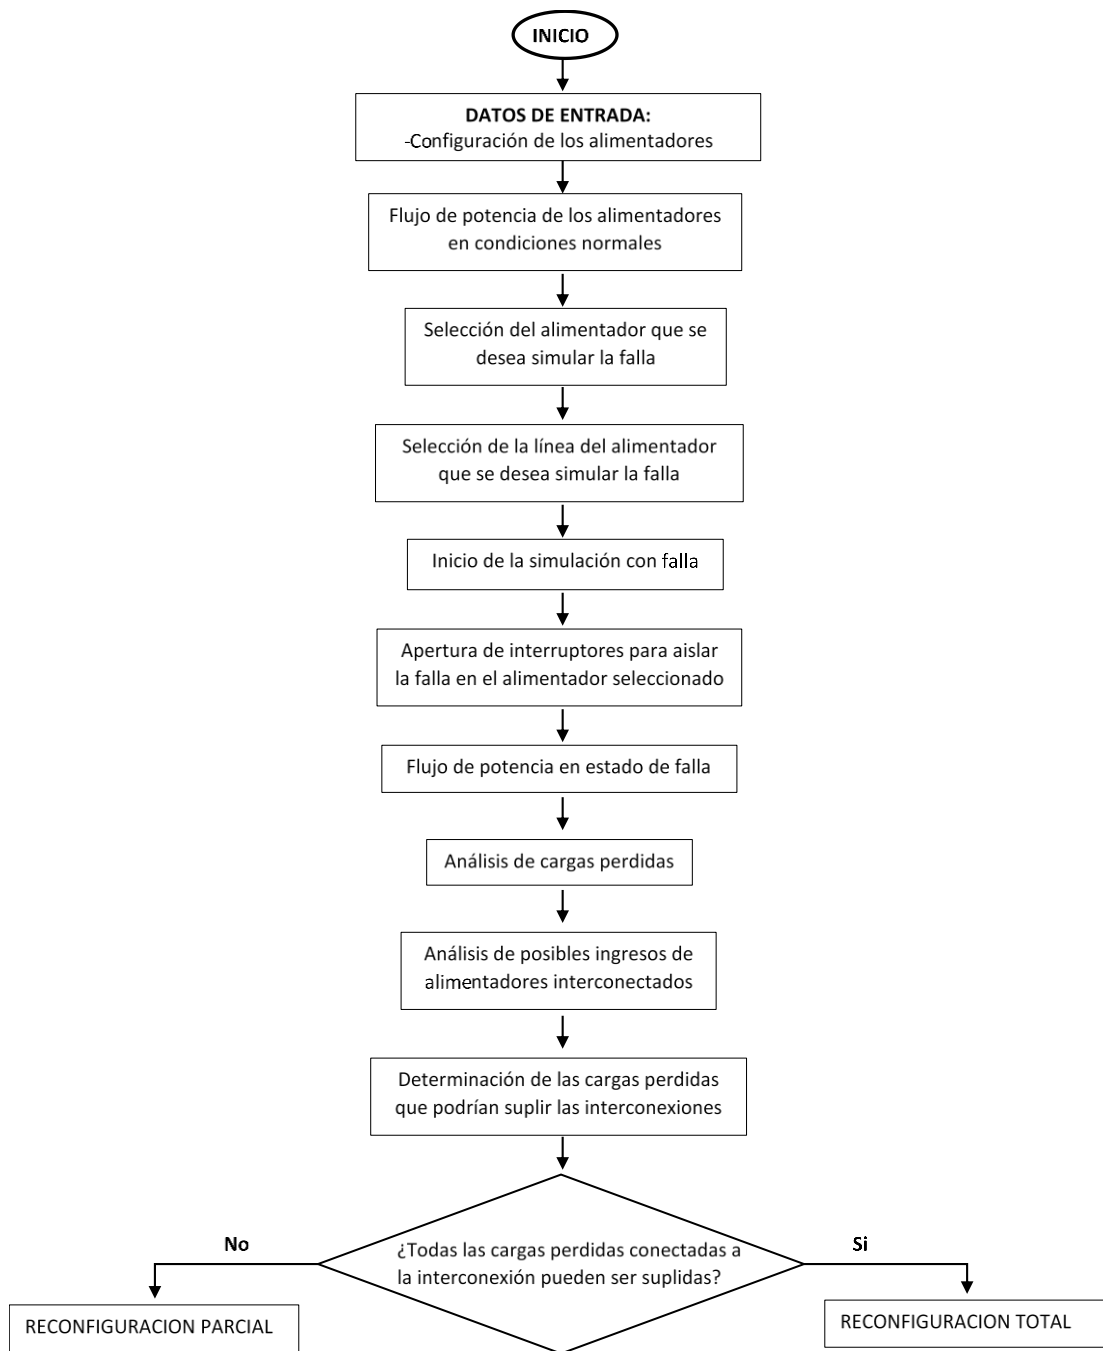 INICIO
DATOS DE ENTRADA:
-Configuración de los alimentadores
Flujo de potencia de los alimentadores
en condiciones normales
Selección del alimentador que se
desea simular la falla
Selección de la línea del alimentador
que se desea simular la falla
Inicio de la simulación con falla
Apertura de interruptores para aislar
la falla en el alimentador seleccionado
Flujo de potencia en estado de falla
Análisis de cargas perdidas
Análisis de posibles ingresos de
alimentadores interconectados
Determinación de las cargas perdidas
que podrían suplir las interconexiones
¿Todas las cargas perdidas conectadas a
la interconexión pueden ser suplidas?
No
Si
RECONFIGURACION PARCIAL
RECONFIGURACION TOTAL